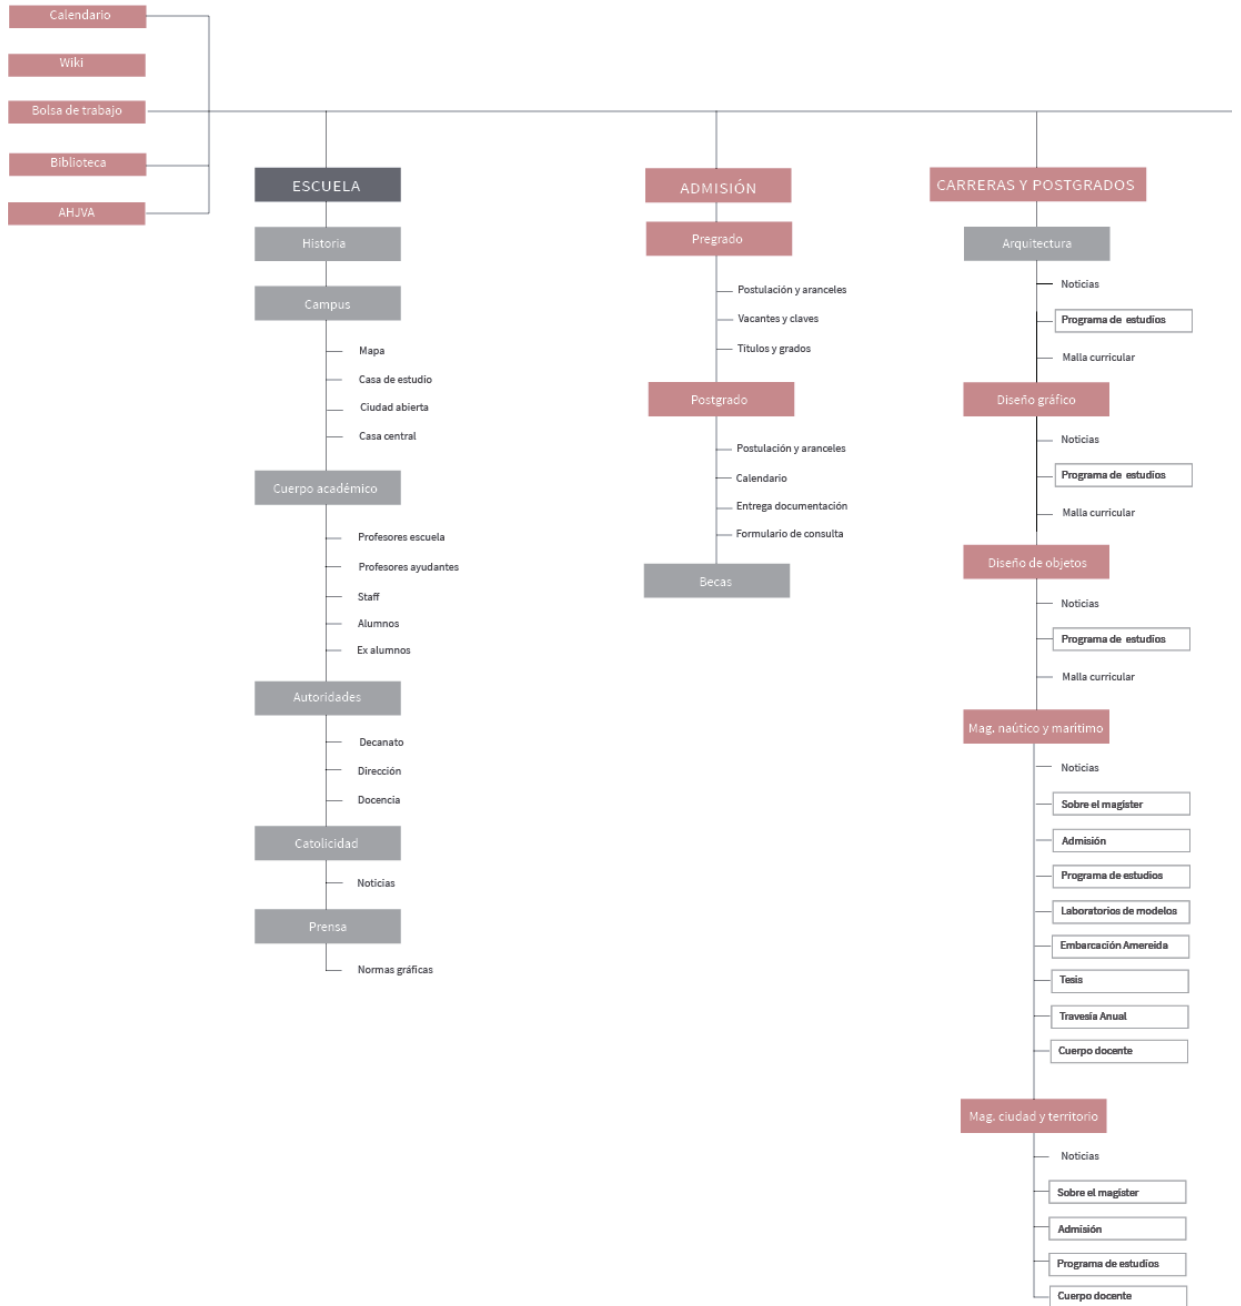 Calendario
Wiki
Bolsa de trabajo
Biblioteca
AHJVA
ESCUELA
Historia
Campus
Mapa
Casa de estudio
Ciudad abierta
Casa central
Cuerpo académico
Profesores escuela
Profesores ayudantes
Staff
Alumnos
Ex alumnos
Autoridades
Decanato
Dirección
Docencia
Catolicidad
Noticias
Prensa
Normas gráficas
ADMISIÓN
Pregrado
Postulación y aranceles
Vacantes y claves
Títulos y grados
Postgrado
Postulación y aranceles
Calendario
Entrega documentación
Formulario de consulta
Becas
CARRERAS Y POSTGRADOS
Arquitectura
Noticias
Programa de estudios
Malla curricular
Diseño gráfico
Noticias
Programa de estudios
Malla curricular
Diseño de objetos
Noticias
Programa de estudios
Malla curricular
Mag. naútico y marítimo
Noticias
Sobre el magíster
Admisión
Programa de estudios
Laboratorios de modelos
Embarcación Amereida
Tesis
Travesía Anual
Cuerpo docente
Mag. ciudad y territorio
Noticias
Sobre el magíster
Admisión
Programa de estudios
Cuerpo docente